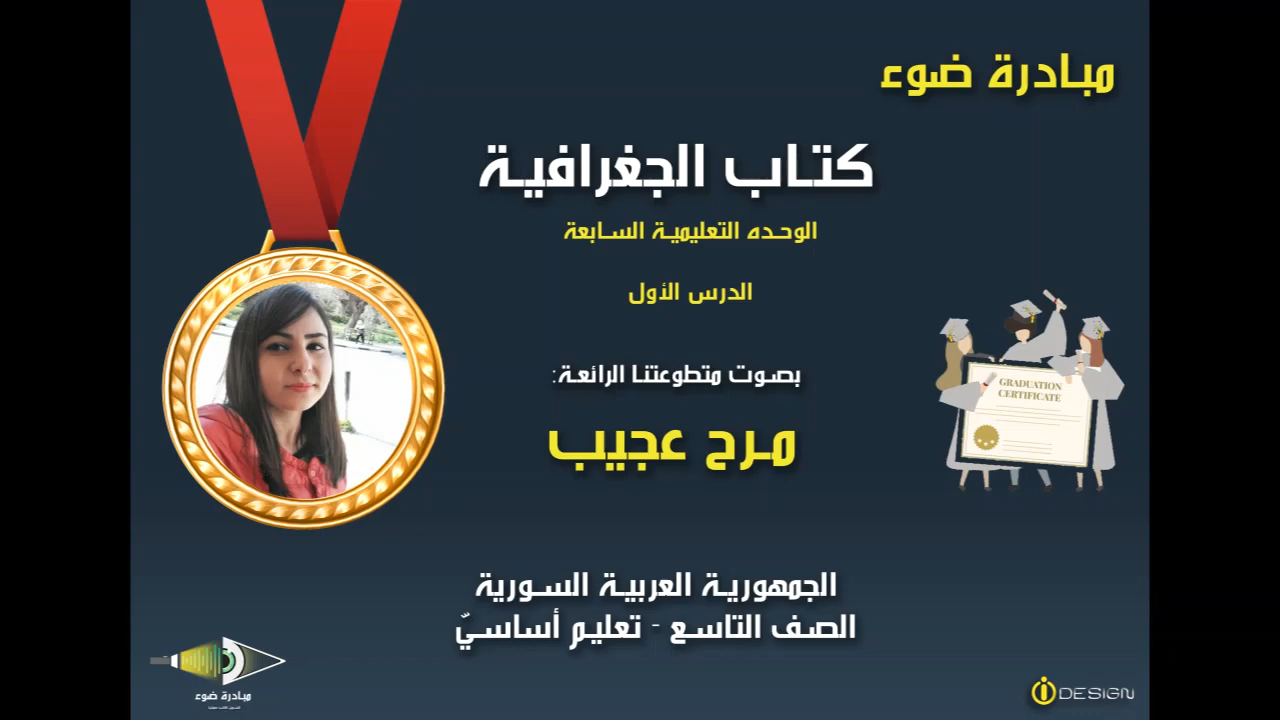 مبادرة ضوء
كتاب الجغرافية
الوحده التعليمية السابعة
الدرس الأول
بصوت متطوعتنا الرائعة:
مرح عجيب
GRADUATION
CERTIFICATE
الجمهورية العربية السورية
الصف التاسع - تعليم أساسيّ
مبادرة ضوء
iDESIGN